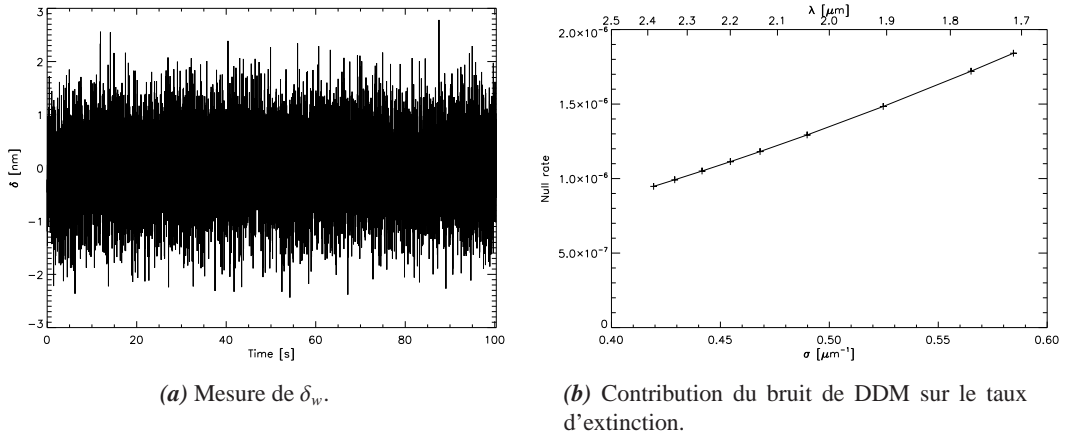 3
2
1
0
−1
−2
−3
δ [nm]
0 20 40 60 80 100
Time [s]
λ [μm]
2.5 2.4 2.3 2.2 2.1 2.0 1.9 1.8 1.7
2.0×10⁻⁶
1.5×10⁻⁶
1.0×10⁻⁶
5.0×10⁻⁷
0
Null rate
0.40 0.45 0.50 0.55 0.60
σ [μm⁻¹]
(a) Mesure de δw.
(b) Contribution du bruit de DDM sur le taux
d’extinction.